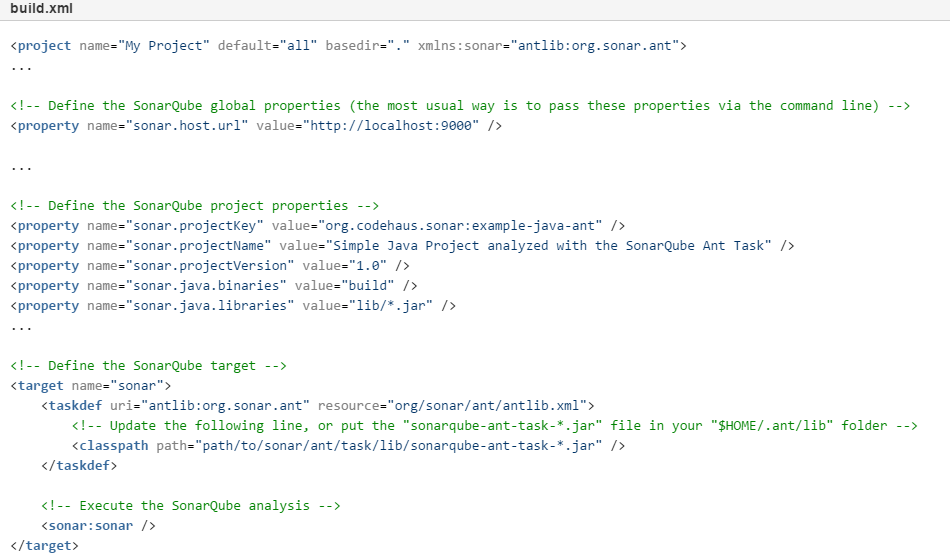 build.xml
<project name="My Project" default="all" basedir="." xmlns:sonar="antlib:org.sonar.ant">
...
<!-- Define the SonarQube global properties (the most usual way is to pass these properties via the command line) -->
<property name="sonar.host.url" value="http://localhost:9000" />
...
<!-- Define the SonarQube project properties -->
<property name="sonar.projectKey" value="org.codehaus.sonar:example-java-ant" />
<property name="sonar.projectName" value="Simple Java Project analyzed with the SonarQube Ant Task" />
<property name="sonar.projectVersion" value="1.0" />
<property name="sonar.java.binaries" value="build" />
<property name="sonar.java.libraries" value="lib/*.jar" />
...
<!-- Define the SonarQube target -->
<target name="sonar">
    <taskdef uri="antlib:org.sonar.ant" resource="org/sonar/ant/antlib.xml">
        <!-- Update the following line, or put the "sonarqube-ant-task-*.jar" file in your "$HOME/.ant/lib" folder -->
        <classpath path="path/to/sonar/ant/task/lib/sonarqube-ant-task-*.jar" />
    </taskdef>
    <!-- Execute the SonarQube analysis -->
    <sonar:sonar />
</target>